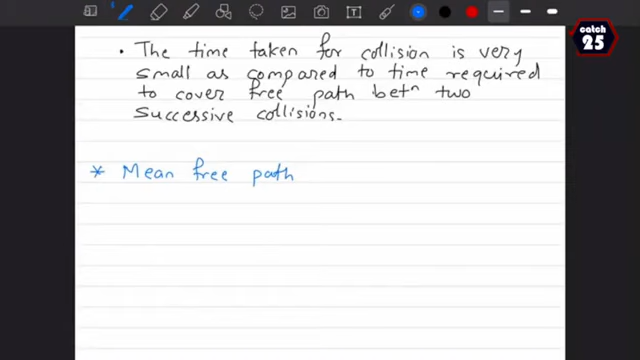 catch
25
• The time taken for collision is very
small as compared to time required
to cover free path betn two
successive collisions.
* Mean free path